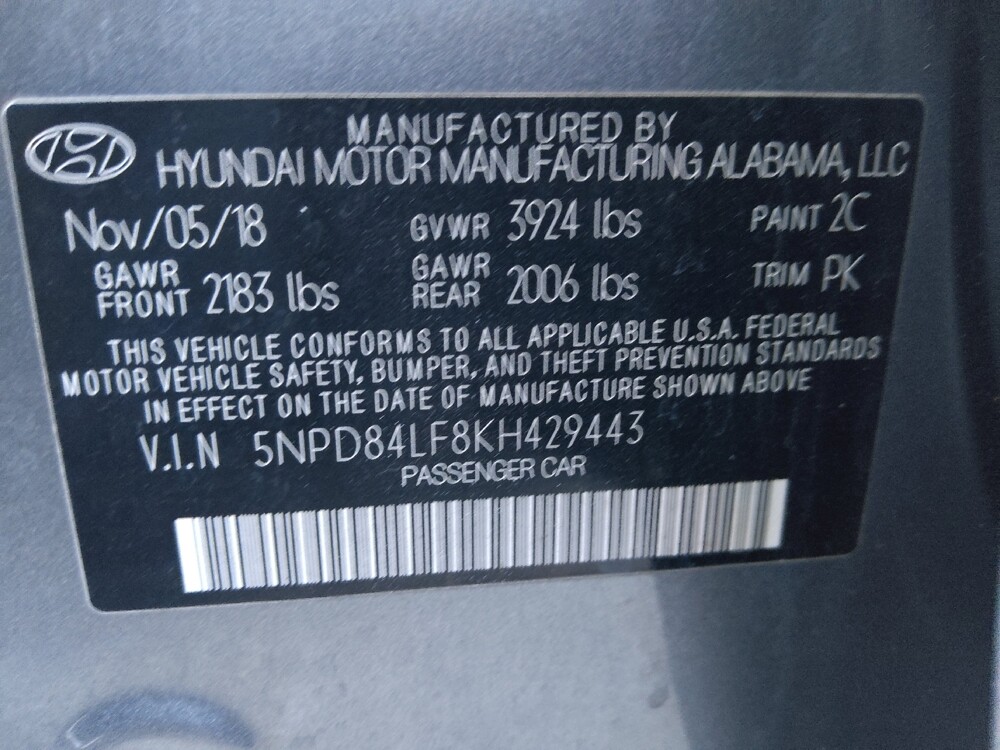 MANUFACTURED BY
HYUNDAI MOTOR MANUFACTURING ALABAMA, LLC
Nov/05/18 GVWR 3924 lbs PAINT 2C
GAWR FRONT 2183 lbs GAWR REAR 2006 lbs TRIM PK
THIS VEHICLE CONFORMS TO ALL APPLICABLE U.S.A. FEDERAL
MOTOR VEHICLE SAFETY, BUMPER, AND THEFT PREVENTION STANDARDS
IN EFFECT ON THE DATE OF MANUFACTURE SHOWN ABOVE
V.I.N 5NPD84LF8KH429443
PASSENGER CAR